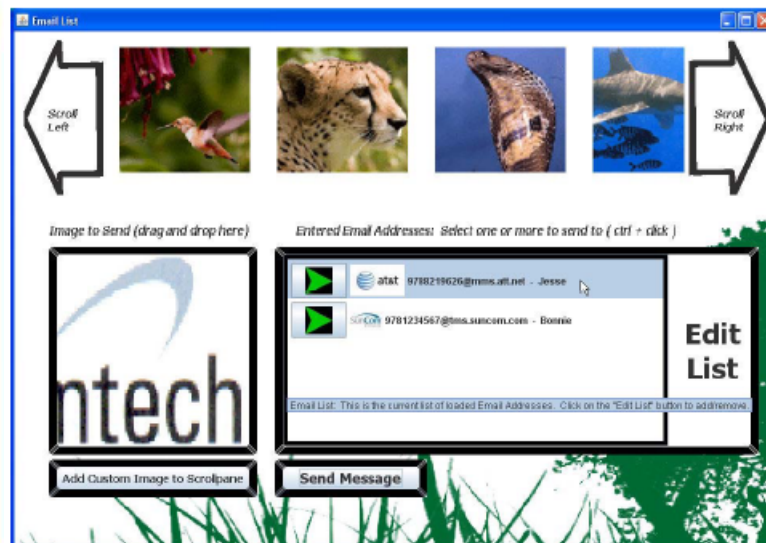 Email List
Scroll
Left
Scroll
Right
Image to Send (drag and drop here)
Entered Email Addresses: Select one or more to send to ( ctrl + click )
at&t 9788219626@mms.att.net - Jesse
SunCom 9781234567@tms.suncom.com - Bonnie
Edit
List
ntech
Email List: This is the current list of loaded Email Addresses. Click on the "Edit List" button to add/remove.
Add Custom Image to Scrollpane
Send Message